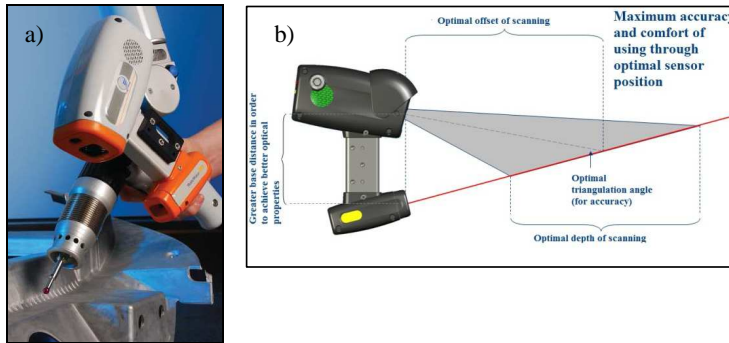 a)
b)
Optimal offset of scanning
Maximum accuracy
and comfort of
using through
optimal sensor
position
Greater base distance in order
to achieve better optical
properties
Optimal
triangulation angle
(for accuracy)
Optimal depth of scanning